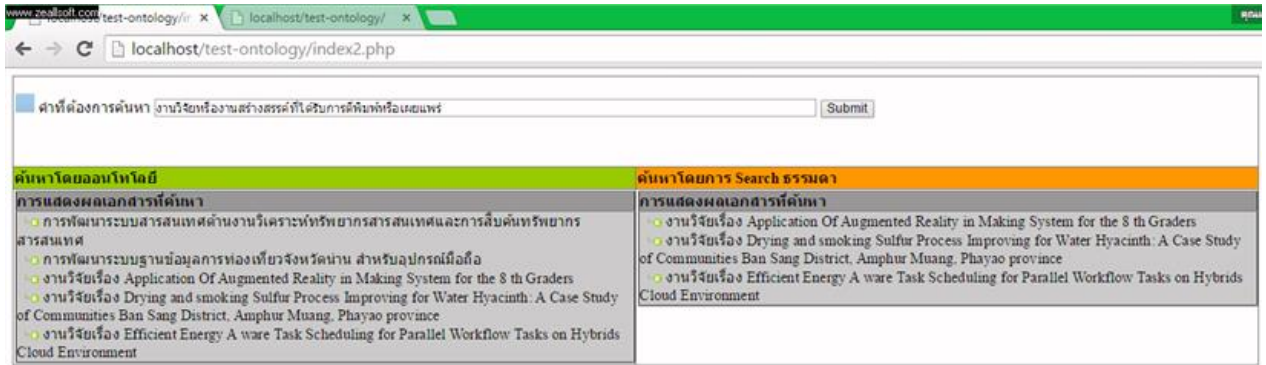 www.zeallsoft.com
test-ontology/in
localhost/test-ontology/
localhost/test-ontology/index2.php
คำที่ต้องการค้นหา งานวิจัยหรืองานสร้างสรรค์ที่ได้รับการตีพิมพ์หรือเผยแพร่ Submit
ค้นหาโดยออนโทโลยี
การแสดงผลเอกสารที่ค้นหา
การพัฒนาระบบสารสนเทศด้านงานวิเคราะห์ทรัพยากรสารสนเทศและการสืบค้นทรัพยากร
สารสนเทศ
การพัฒนาระบบฐานข้อมูลการท่องเที่ยวจังหวัดน่าน สำหรับอุปกรณ์มือถือ
งานวิจัยเรื่อง Application Of Augmented Reality in Making System for the 8 th Graders
งานวิจัยเรื่อง Drying and smoking Sulfur Process Improving for Water Hyacinth: A Case Study
of Communities Ban Sang District, Amphur Muang, Phayao province
งานวิจัยเรื่อง Efficient Energy A ware Task Scheduling for Parallel Workflow Tasks on Hybrids
Cloud Environment
ค้นหาโดยการ Search ธรรมดา
การแสดงผลเอกสารที่ค้นหา
งานวิจัยเรื่อง Application Of Augmented Reality in Making System for the 8 th Graders
งานวิจัยเรื่อง Drying and smoking Sulfur Process Improving for Water Hyacinth: A Case Study
of Communities Ban Sang District, Amphur Muang, Phayao province
งานวิจัยเรื่อง Efficient Energy A ware Task Scheduling for Parallel Workflow Tasks on Hybrids
Cloud Environment